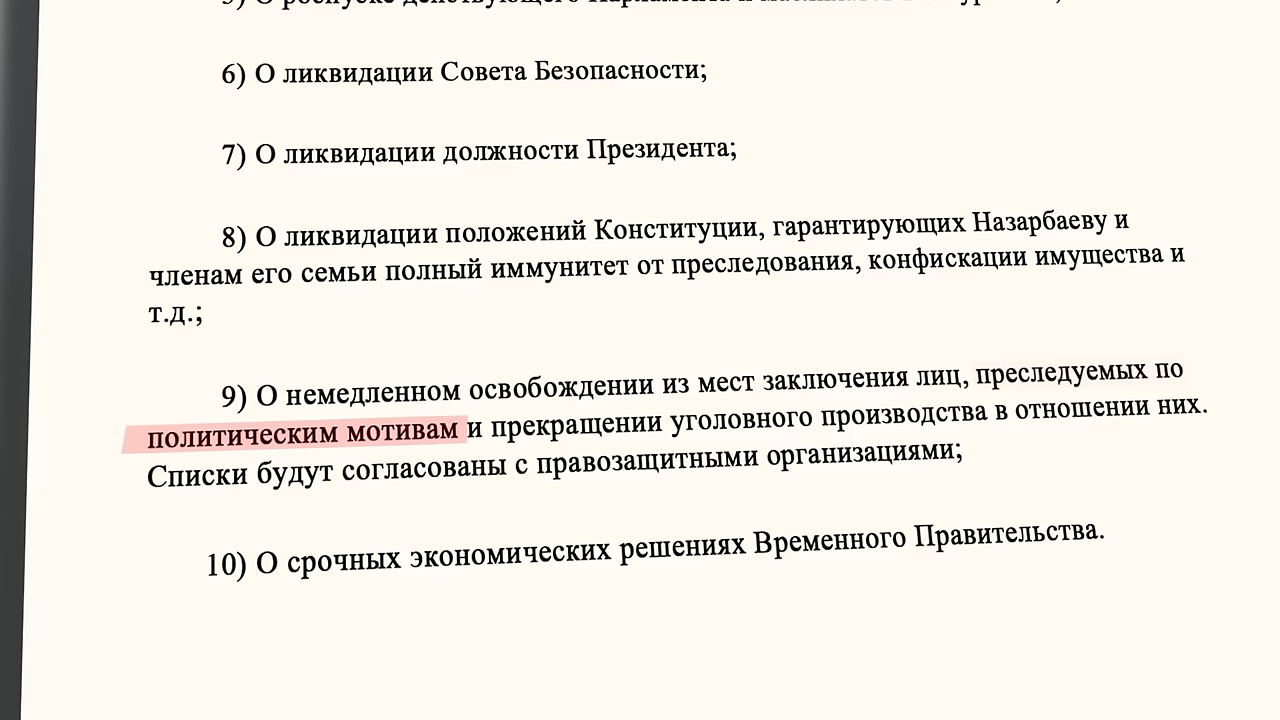 6) О ликвидации Совета Безопасности;
7) О ликвидации должности Президента;
8) О ликвидации положений Конституции, гарантирующих Назарбаеву и
членам его семьи полный иммунитет от преследования, конфискации имущества и
т.д.;
9) О немедленном освобождении из мест заключения лиц, преследуемых по
политическим мотивам и прекращении уголовного производства в отношении них.
Списки будут согласованы с правозащитными организациями;
10) О срочных экономических решениях Временного Правительства.